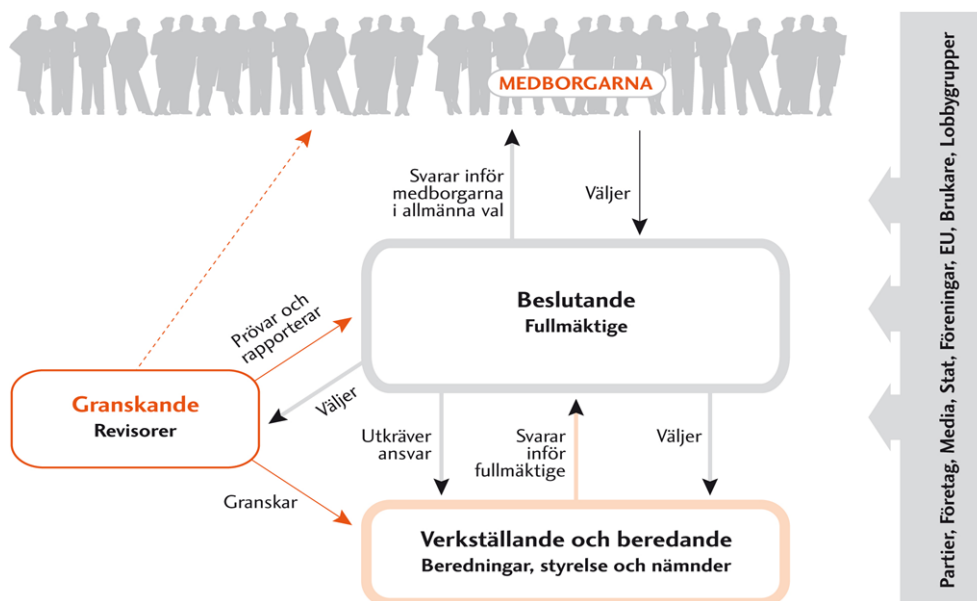 MEDBORGARNA
Svarar inför
medborgarna
i allmänna val
Väljer
Beslutande
Fullmäktige
Prövar och
rapporterar
Väljer
Granskande
Revisorer
Granskar
Utkräver
ansvar
Svarar
inför
fullmäktige
Väljer
Verkställande och beredande
Beredningar, styrelse och nämnder
Partier, Företag, Media, Stat, Föreningar, EU, Brukare, Lobbygrupper